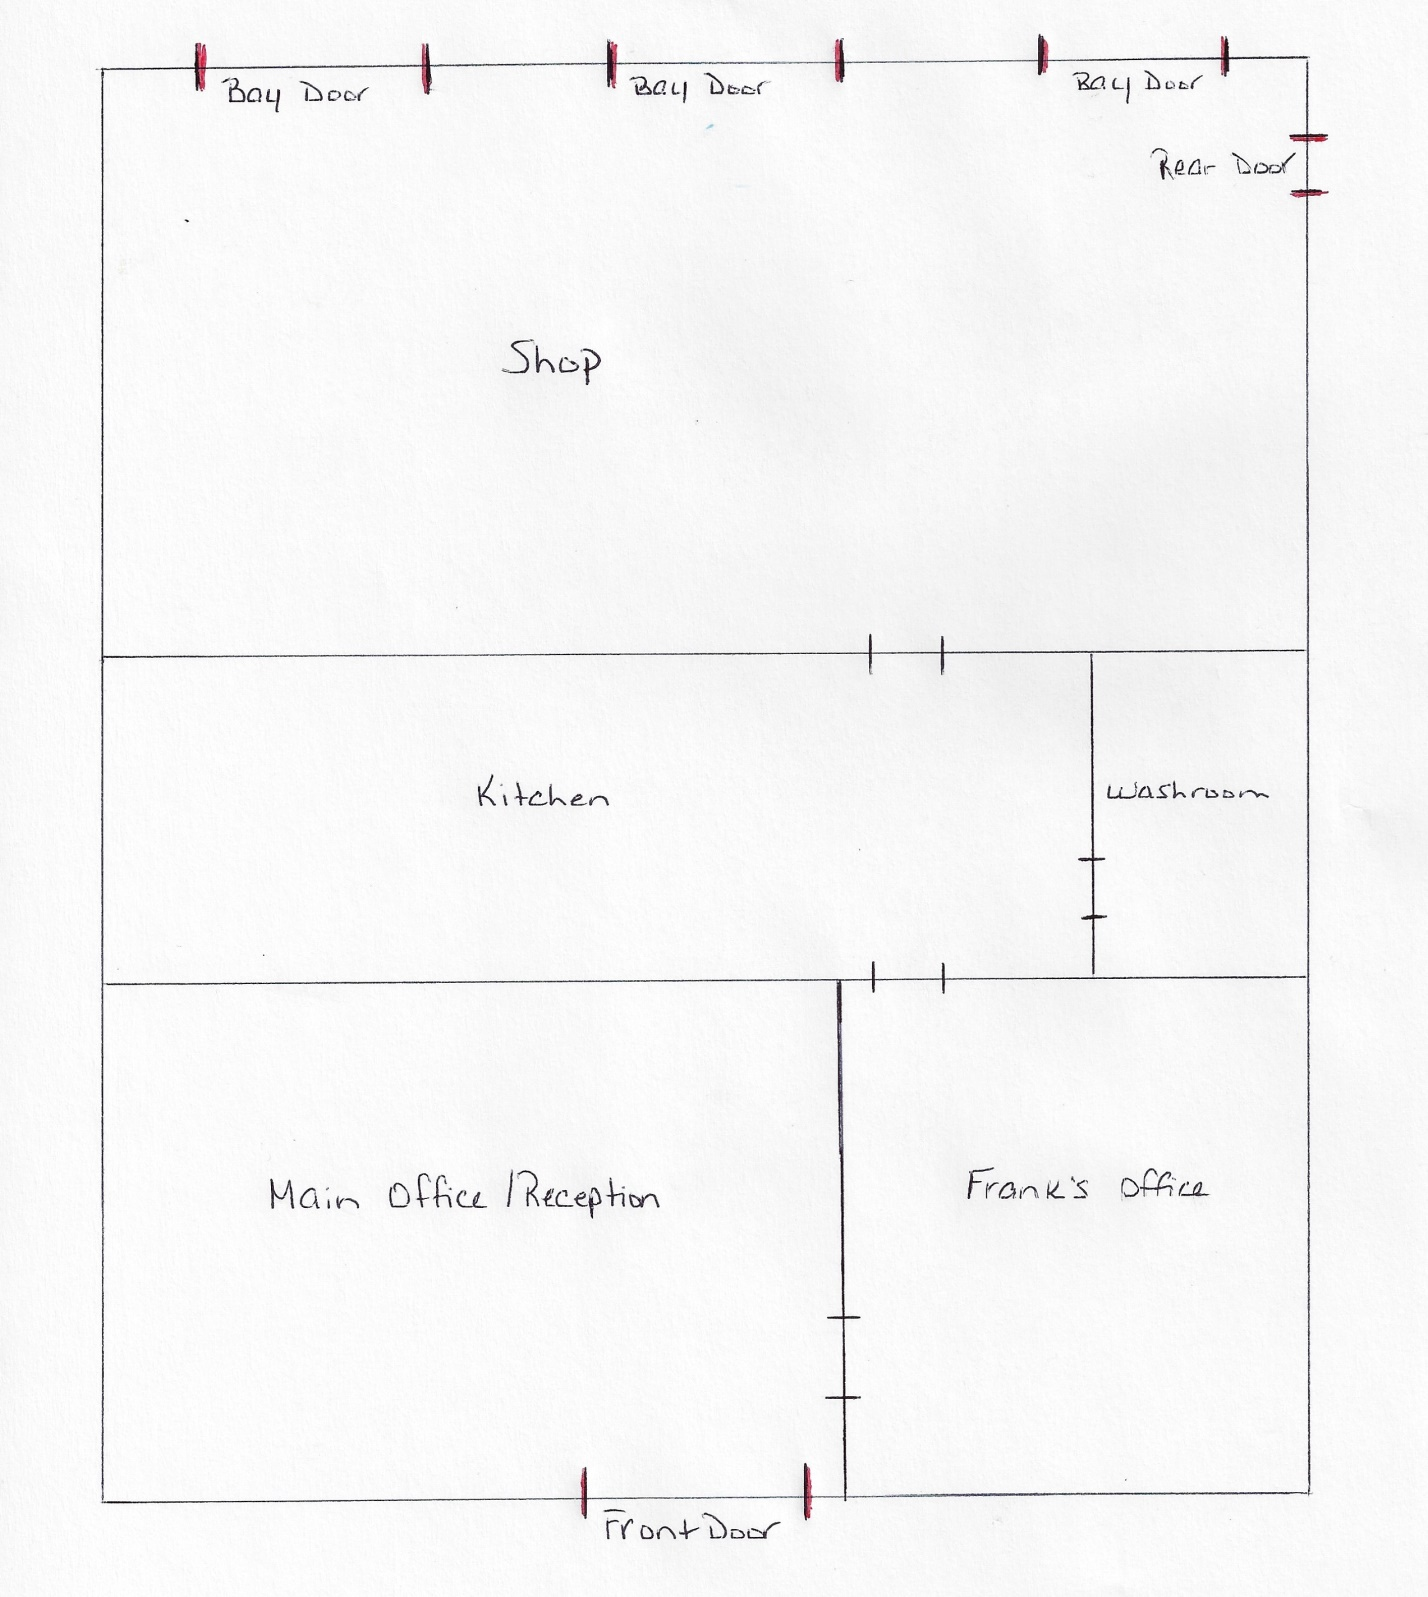 Bay Door
Bay Door
Bay Door
Rear Door
Shop
Kitchen
Washroom
Main Office / Reception
Frank's Office
Front Door